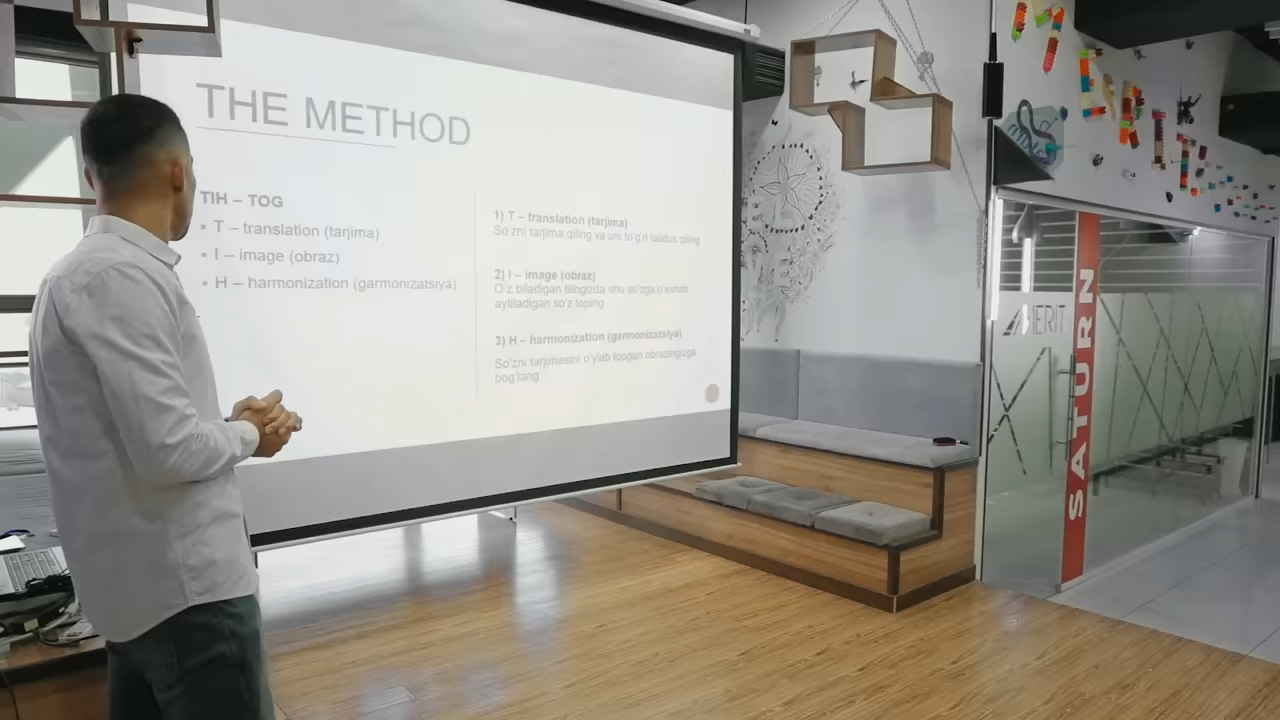 THE METHOD
TIH – TOG
▪ T – translation (tarjima)
▪ I – image (obraz)
▪ H – harmonization (garmonizatsiya)
1) T – translation (tarjima)
So'zni tarjima qiling va uni to'g'ri talaffuz qiling
2) I – image (obraz)
O'z biladigan tilingizda shu so'zga o'xshab
aytiladigan so'z toping
3) H – harmonization (garmonizatsiya)
So'zni tarjimasini o'ylab topgan obrazingizga
bog'lang
MERIT
SATURN